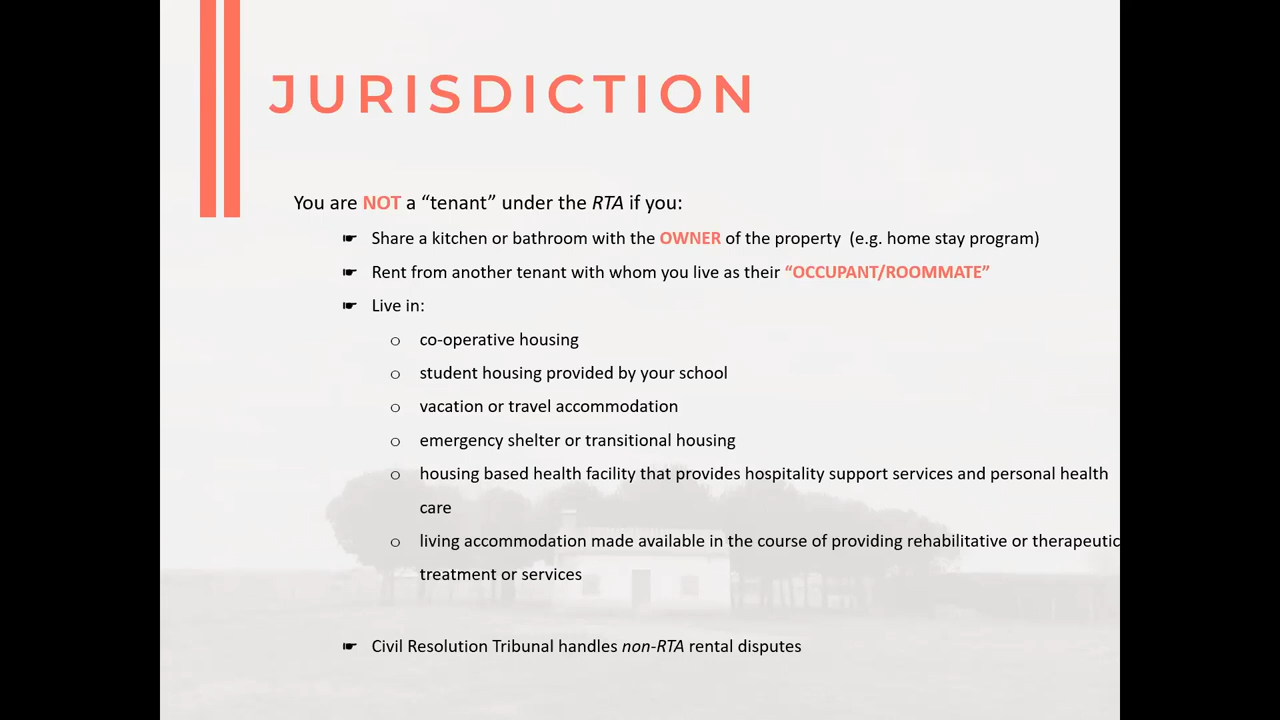 JURISDICTION
You are NOT a “tenant” under the RTA if you:
☛ Share a kitchen or bathroom with the OWNER of the property (e.g. home stay program)
☛ Rent from another tenant with whom you live as their “OCCUPANT/ROOMMATE”
☛ Live in:
o co-operative housing
o student housing provided by your school
o vacation or travel accommodation
o emergency shelter or transitional housing
o housing based health facility that provides hospitality support services and personal health
care
o living accommodation made available in the course of providing rehabilitative or therapeutic
treatment or services
☛ Civil Resolution Tribunal handles non-RTA rental disputes